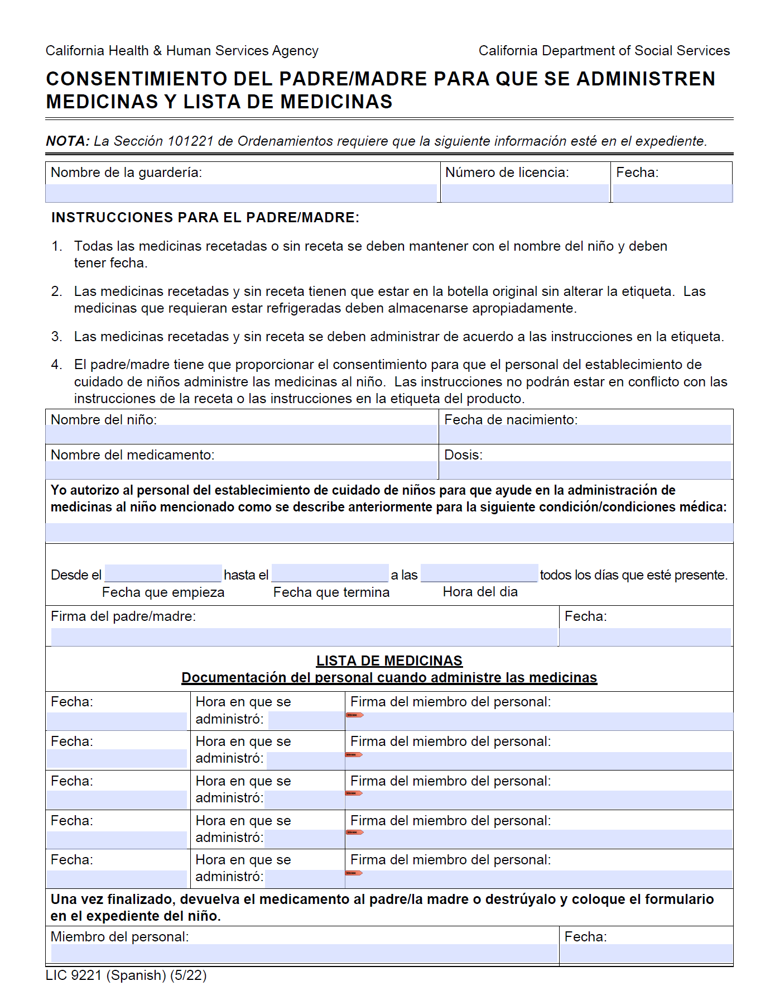 California Health & Human Services Agency California Department of Social Services
CONSENTIMIENTO DEL PADRE/MADRE PARA QUE SE ADMINISTREN
MEDICINAS Y LISTA DE MEDICINAS
NOTA: La Sección 101221 de Ordenamientos requiere que la siguiente información esté en el expediente.
Nombre de la guardería: Número de licencia: Fecha:
INSTRUCCIONES PARA EL PADRE/MADRE:
1. Todas las medicinas recetadas o sin receta se deben mantener con el nombre del niño y deben
tener fecha.
2. Las medicinas recetadas y sin receta tienen que estar en la botella original sin alterar la etiqueta. Las
medicinas que requieran estar refrigeradas deben almacenarse apropiadamente.
3. Las medicinas recetadas y sin receta se deben administrar de acuerdo a las instrucciones en la etiqueta.
4. El padre/madre tiene que proporcionar el consentimiento para que el personal del establecimiento de
cuidado de niños administre las medicinas al niño. Las instrucciones no podrán estar en conflicto con las
instrucciones de la receta o las instrucciones en la etiqueta del producto.
Nombre del niño: Fecha de nacimiento:
Nombre del medicamento: Dosis:
Yo autorizo al personal del establecimiento de cuidado de niños para que ayude en la administración de
medicinas al niño mencionado como se describe anteriormente para la siguiente condición/condiciones médica:
Desde el hasta el a las todos los días que esté presente.
Fecha que empieza Fecha que termina Hora del dia
Firma del padre/madre: Fecha:
LISTA DE MEDICINAS
Documentación del personal cuando administre las medicinas
Fecha: Hora en que se Firma del miembro del personal:
administró:
Fecha: Hora en que se Firma del miembro del personal:
administró:
Fecha: Hora en que se Firma del miembro del personal:
administró:
Fecha: Hora en que se Firma del miembro del personal:
administró:
Fecha: Hora en que se Firma del miembro del personal:
administró:
Una vez finalizado, devuelva el medicamento al padre/la madre o destrúyalo y coloque el formulario
en el expediente del niño.
Miembro del personal: Fecha:
LIC 9221 (Spanish) (5/22)